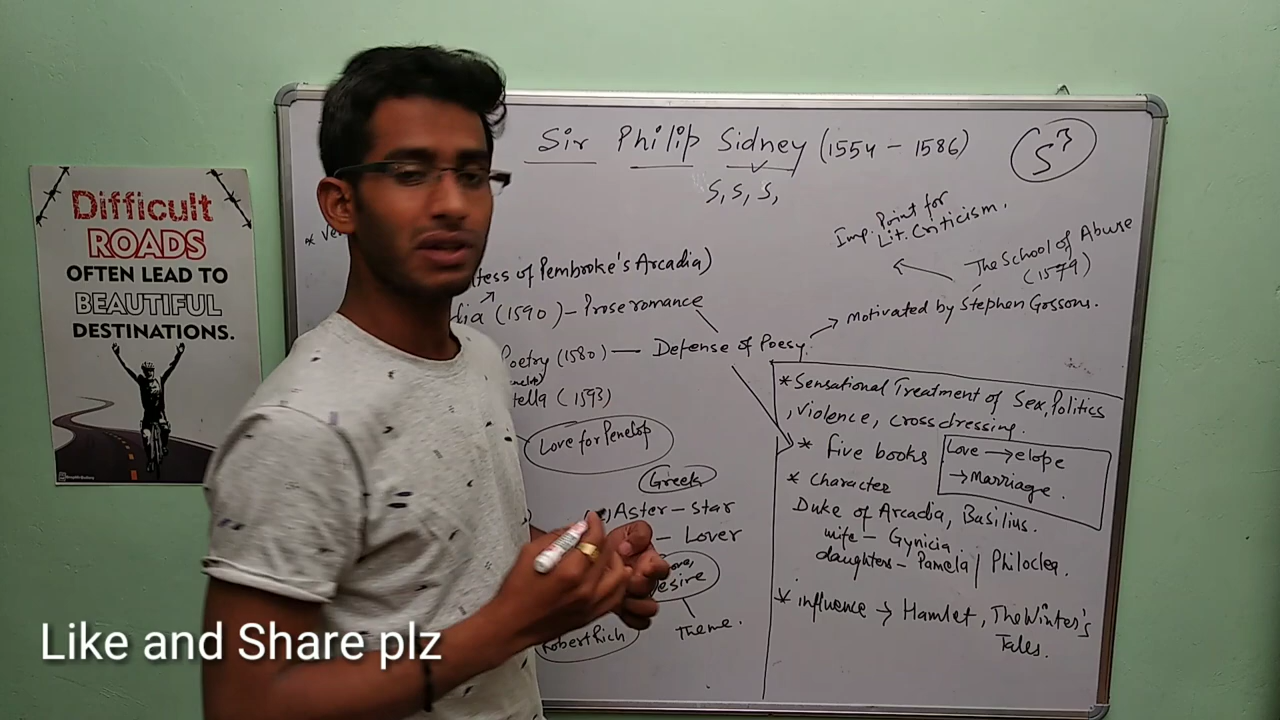 Difficult
ROADS
OFTEN LEAD TO
BEAUTIFUL
DESTINATIONS.
Sir Philip Sidney (1554 - 1586)
S, S, S,
S³
Imp. Point for
Lit. Criticism.
The School of Abuse
(1579)
motivated by Stephen Gossons.
tess of Pembroke's Arcadia)
dia (1590) - Prose romance
Poetry (1580) — Defense of Poesy.
tella (1593)
Love for Penelop
Greek
Aster - star
- Lover
esire
Theme.
Robert Rich
* Sensational Treatment of Sex, Politics
, violence, crossdressing.
* five books
Love → elope
→ Marriage.
* Character
Duke of Arcadia, Basilius.
wife - Gynicia
daughters - Pamela / Philoclea.
* influence → Hamlet, The Winter's
Tales.
Like and Share plz